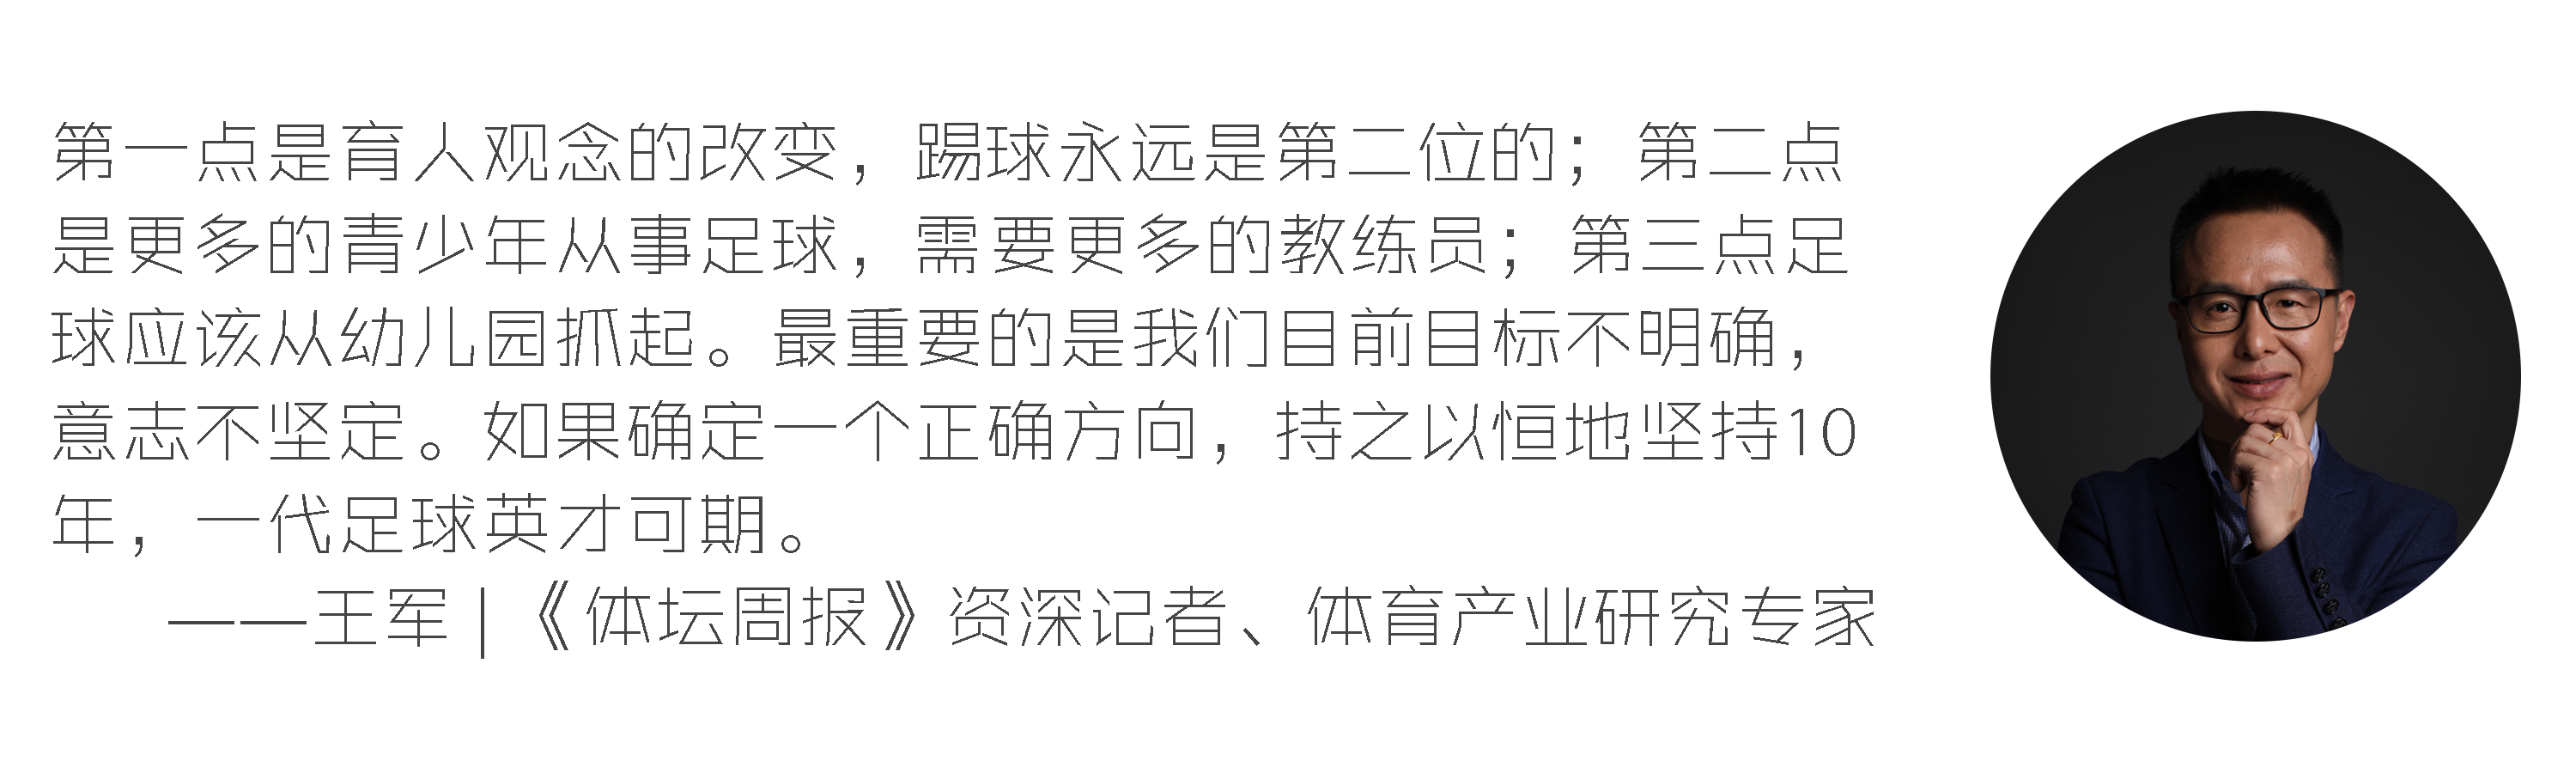 第一点是育人观念的改变，踢球永远是第二位的；第二点
是更多的青少年从事足球，需要更多的教练员；第三点足
球应该从幼儿园抓起。最重要的是我们目前目标不明确，
意志不坚定。如果确定一个正确方向，持之以恒地坚持10
年，一代足球英才可期。
——王军|《体坛周报》资深记者、体育产业研究专家